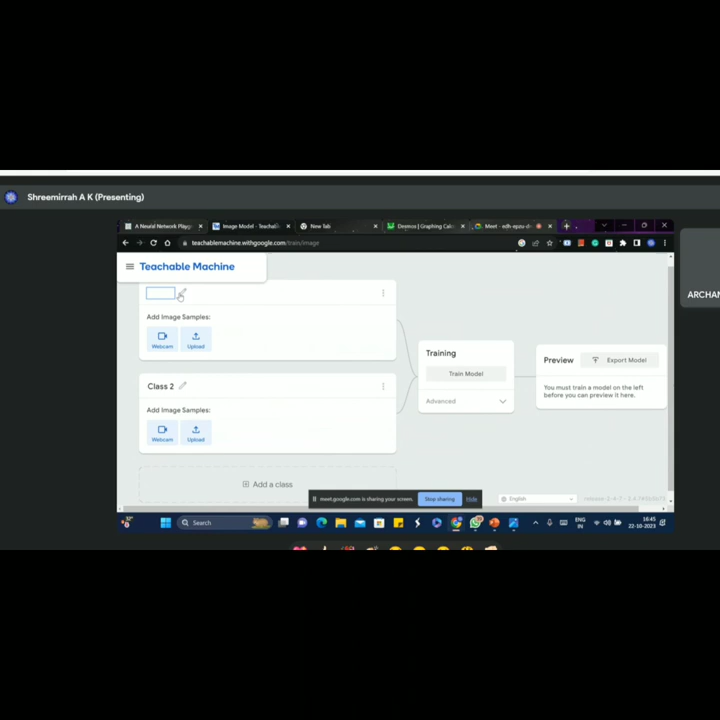 Shreemirrah A K (Presenting)
A Neural Network Playg
Image Model - Teachab
New Tab
Desmos | Graphing Calc
Meet - edh-epzu-d
teachablemachine.withgoogle.com/train/image
Teachable Machine
ARCHAN
Add Image Samples:
Webcam
Upload
Training
Train Model
Advanced
Preview
Export Model
You must train a model on the left
before you can preview it here.
Class 2
Add Image Samples:
Webcam
Upload
Add a class
meet.google.com is sharing your screen.
Stop sharing
Hide
English
Search
ENG
IN
16:45
22-10-2023